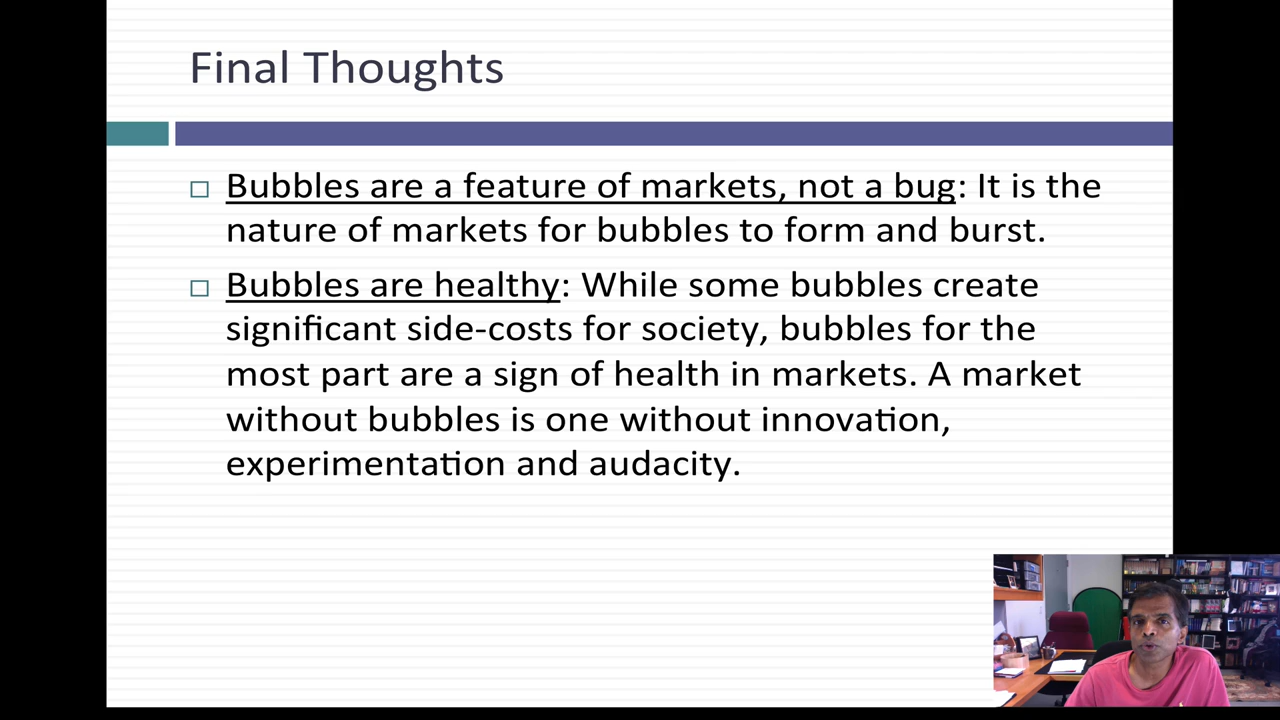 Final Thoughts
Bubbles are a feature of markets, not a bug: It is the
nature of markets for bubbles to form and burst.
Bubbles are healthy: While some bubbles create
significant side-costs for society, bubbles for the
most part are a sign of health in markets. A market
without bubbles is one without innovation,
experimentation and audacity.